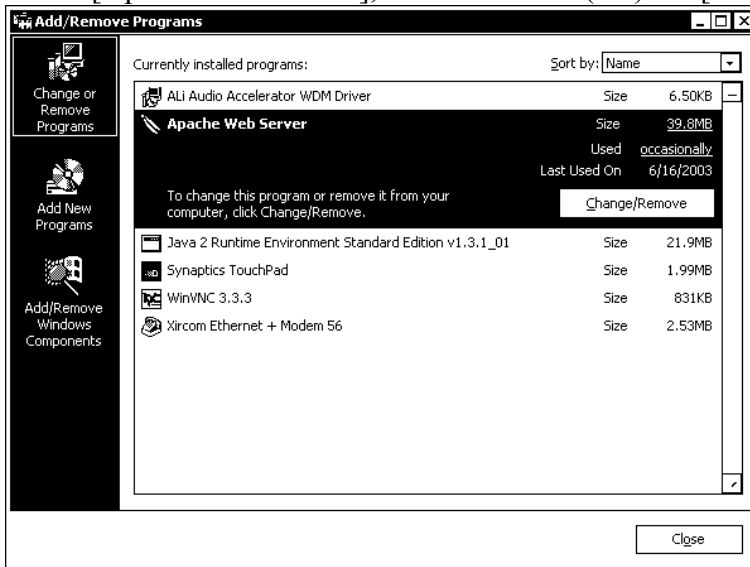 Add/Remove Programs
Change or
Remove
Programs
Add New
Programs
Add/Remove
Windows
Components
Currently installed programs:
Sort by: Name
ALi Audio Accelerator WDM Driver Size 6.50KB
Apache Web Server Size 39.8MB
Used occasionally
Last Used On 6/16/2003
To change this program or remove it from your
computer, click Change/Remove.
Change/Remove
Java 2 Runtime Environment Standard Edition v1.3.1_01 Size 21.9MB
Synaptics TouchPad Size 1.99MB
WinVNC 3.3.3 Size 831KB
Xircom Ethernet + Modem 56 Size 2.53MB
Close